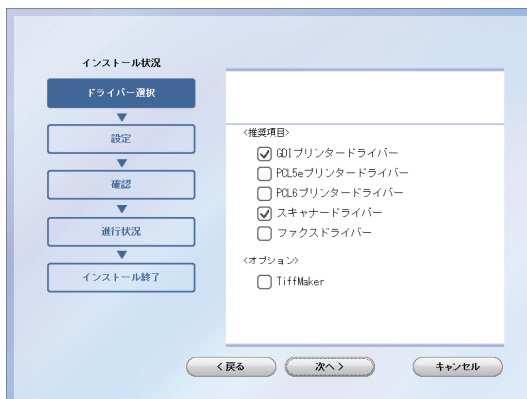 インストール状況
ドライバー選択
設定
確認
進行状況
インストール終了
<推奨項目>
GDIプリンタードライバー
PCL5eプリンタードライバー
PCL6プリンタードライバー
スキャナードライバー
ファクスドライバー
<オプション>
TiffMaker
<戻る
次へ>
キャンセル